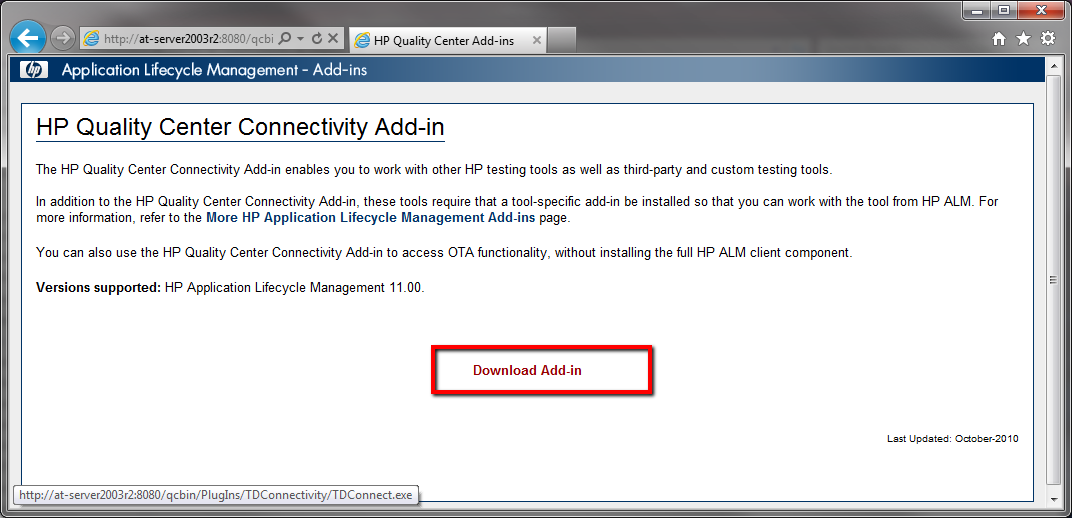 http://at-server2003r2:8080/qcbi
HP Quality Center Add-ins
hp Application Lifecycle Management - Add-ins
HP Quality Center Connectivity Add-in
The HP Quality Center Connectivity Add-in enables you to work with other HP testing tools as well as third-party and custom testing tools.
In addition to the HP Quality Center Connectivity Add-in, these tools require that a tool-specific add-in be installed so that you can work with the tool from HP ALM. For
more information, refer to the More HP Application Lifecycle Management Add-ins page.
You can also use the HP Quality Center Connectivity Add-in to access OTA functionality, without installing the full HP ALM client component.
Versions supported: HP Application Lifecycle Management 11.00.
Download Add-in
Last Updated: October-2010
http://at-server2003r2:8080/qcbin/PlugIns/TDConnectivity/TDConnect.exe